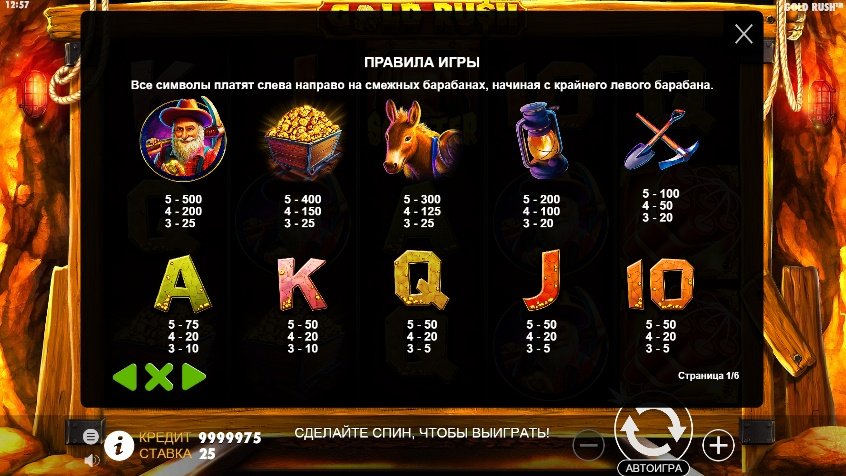 12:57
GOLD RUSH
GOLD RUSH™
ПРАВИЛА ИГРЫ
Все символы платят слева направо на смежных барабанах, начиная с крайнего левого барабана.
5 - 500 5 - 400 5 - 300 5 - 200 5 - 100
4 - 200 4 - 150 4 - 125 4 - 100 4 - 50
3 - 25 3 - 25 3 - 25 3 - 20 3 - 20
A K Q J 10
5 - 75 5 - 50 5 - 50 5 - 50 5 - 50
4 - 20 4 - 20 4 - 20 4 - 20 4 - 20
3 - 10 3 - 10 3 - 5 3 - 5 3 - 5
Страница 1/6
КРЕДИТ 9999975
СТАВКА 25
СДЕЛАЙТЕ СПИН, ЧТОБЫ ВЫИГРАТЬ!
АВТОИГРА